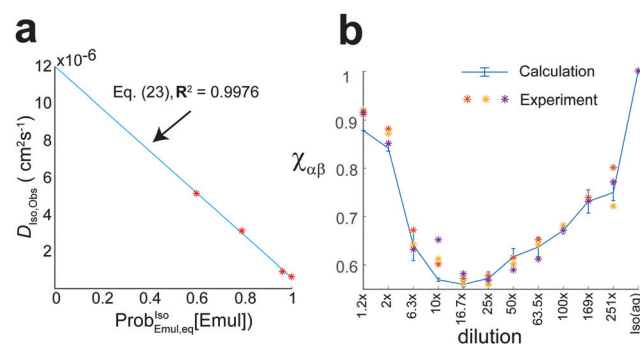 a
×10⁻⁶
12
10
8
6
4
2
D_Iso,Obs ( cm²s⁻¹)
Eq. (23), R² = 0.9976
0 0.2 0.4 0.6 0.8 1
Prob^Iso_Emul,eq[Emul])
b
1
0.9
0.8
0.7
0.6
χαβ
Calculation
Experiment
1.2x 2x 6.3x 10x 16.7x 25x 50x 63.5x 100x 169x 251x Iso(aq)
dilution